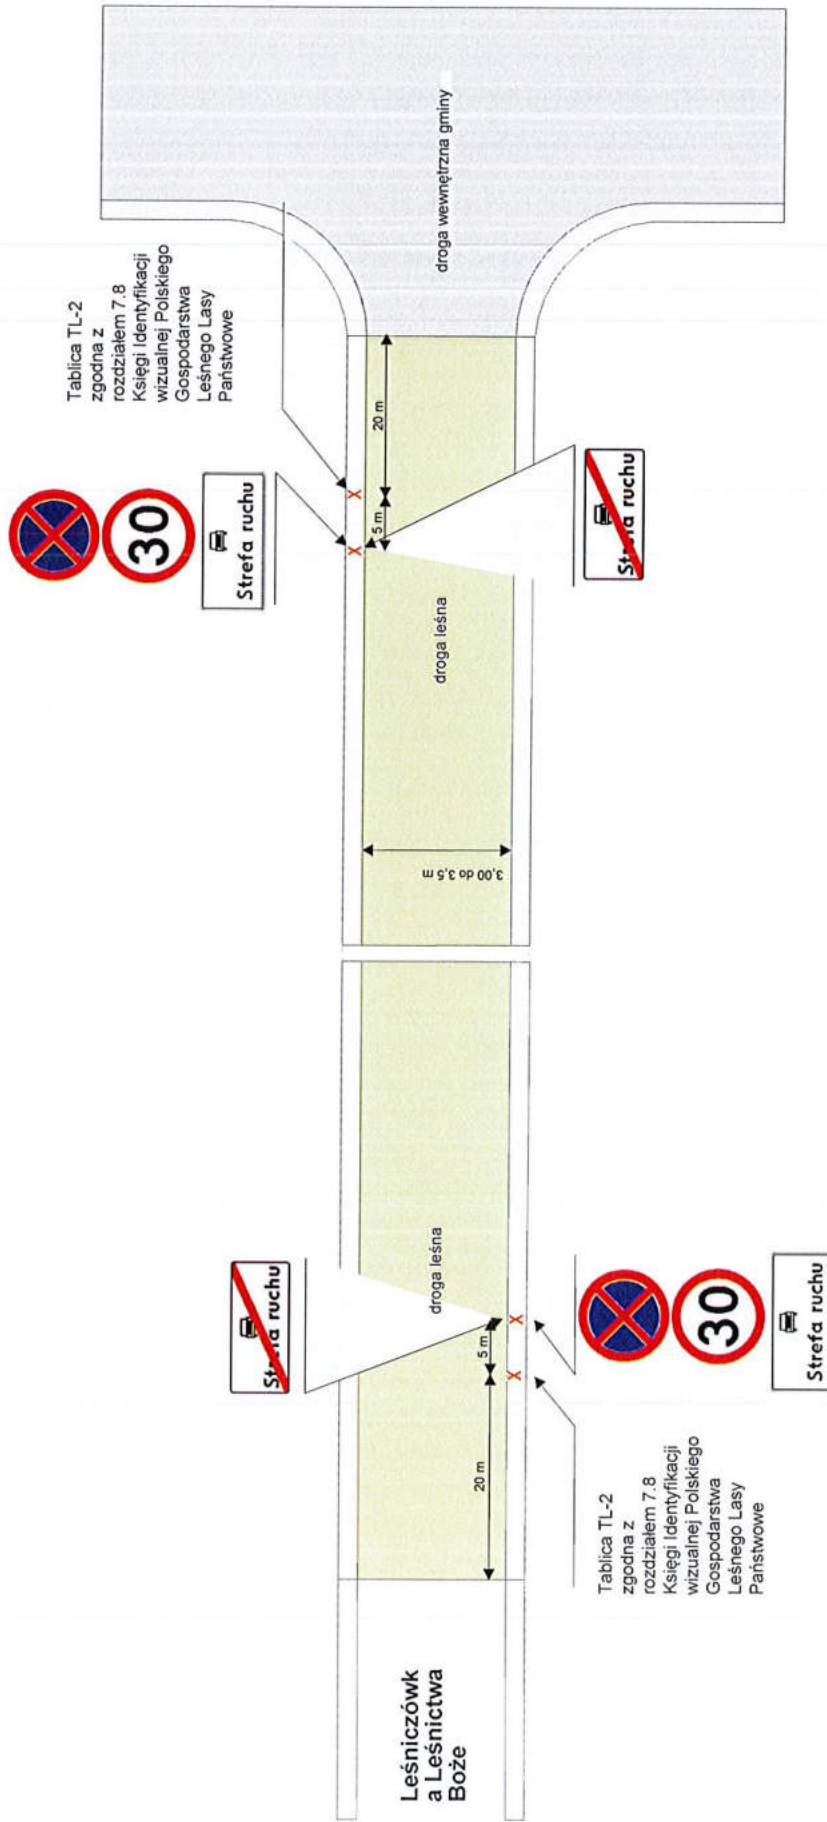 Tablica TL-2
zgodna z
rozdziałem 7.8
Księgi Identyfikacji
wizualnej Polskiego
Gospodarstwa
Leśnego Lasy
Państwowe
30
Strefa ruchu
20 m
5 m
droga wewnętrzna gminy
droga leśna
3,00 do 3,5 m
Strefa ruchu
Strefa ruchu
droga leśna
5 m
20 m
30
Strefa ruchu
Tablica TL-2
zgodna z
rozdziałem 7.8
Księgi Identyfikacji
wizualnej Polskiego
Gospodarstwa
Leśnego Lasy
Państwowe
Leśniczówk
a Leśnictwa
Boże